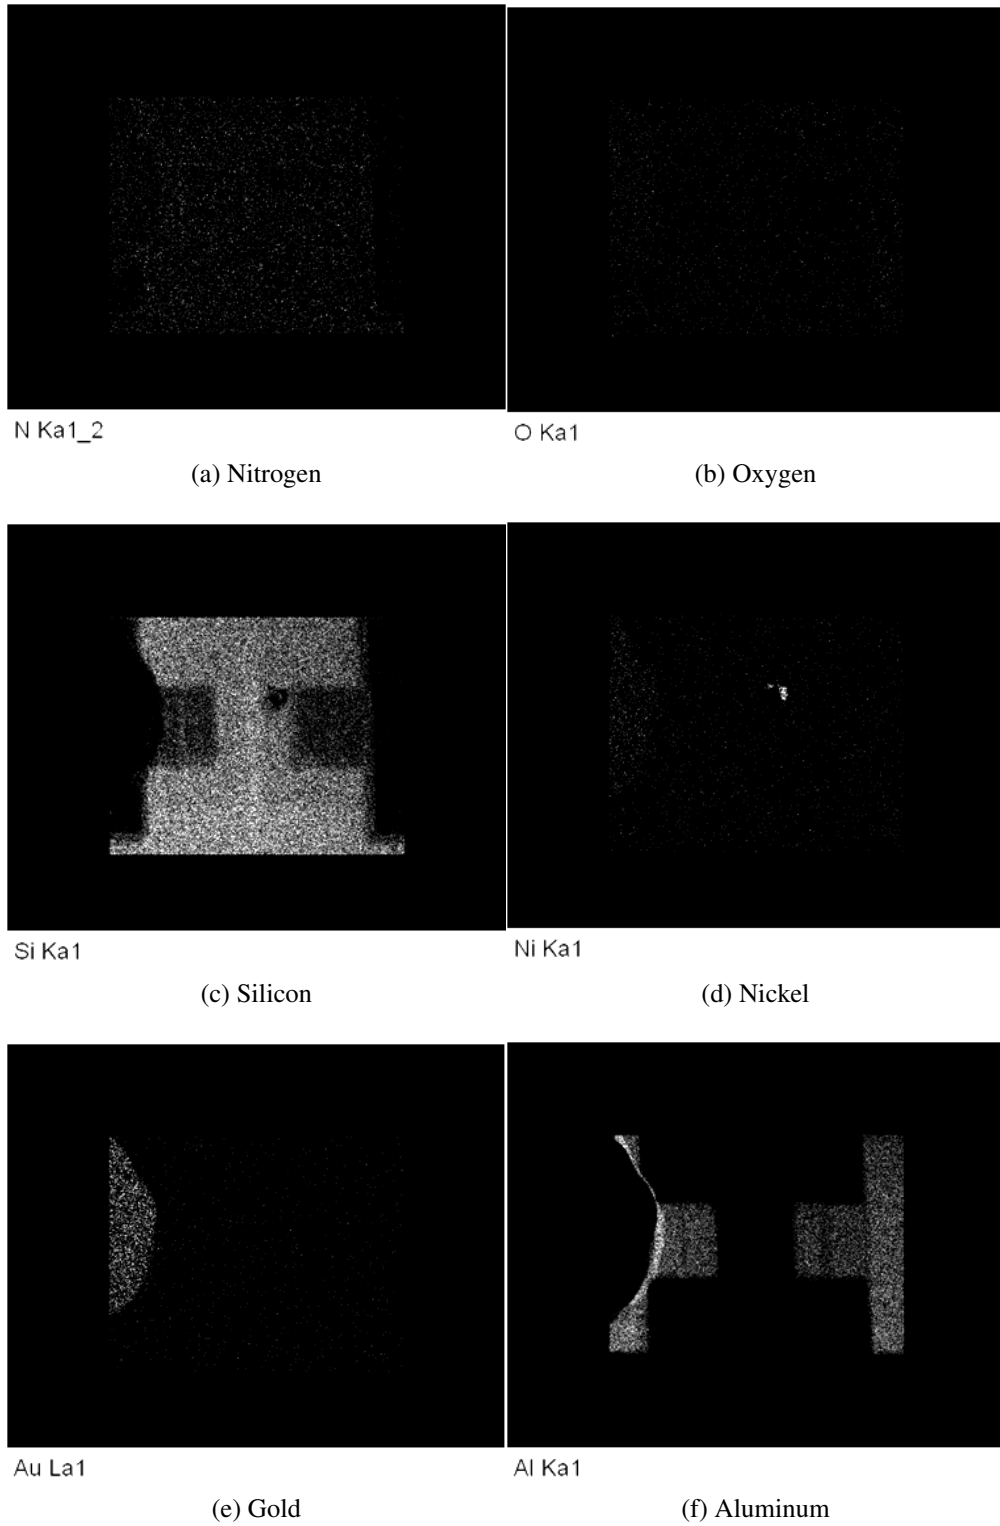 N Ka1_2
O Ka1
(a) Nitrogen
(b) Oxygen
Si Ka1
Ni Ka1
(c) Silicon
(d) Nickel
Au La1
Al Ka1
(e) Gold
(f) Aluminum